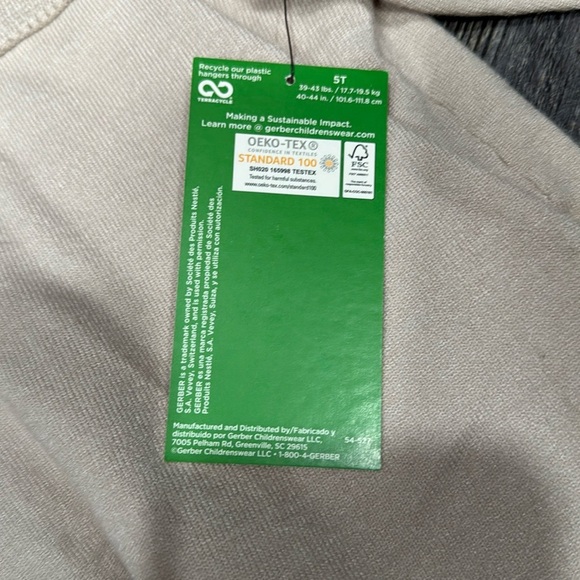 Recycle our plastic
hangers through
TERRACYCLE
5T
39-43 lbs. / 17.7-19.5 kg
40-44 in. / 101.6-111.8 cm
Making a Sustainable Impact.
Learn more @ gerberchildrenswear.com
OEKO-TEX®
CONFIDENCE IN TEXTILES
STANDARD 100
SH020 165998 TESTEX
Tested for harmful substances.
www.oeko-tex.com/standard100
FSC
GERBER is a trademark owned by Société des Produits Nestlé,
S.A. Vevey, Switzerland, and is used with permission.
GERBER es una marca registrada propiedad de Société des
Produits Nestlé, S.A. Vevey, Suiza, y se utiliza con autorización.
Manufactured and Distributed by/Fabricado y
distribuido por Gerber Childrenswear LLC,
7005 Pelham Rd, Greenville, SC 29615
©Gerber Childrenswear LLC • 1-800-4-GERBER